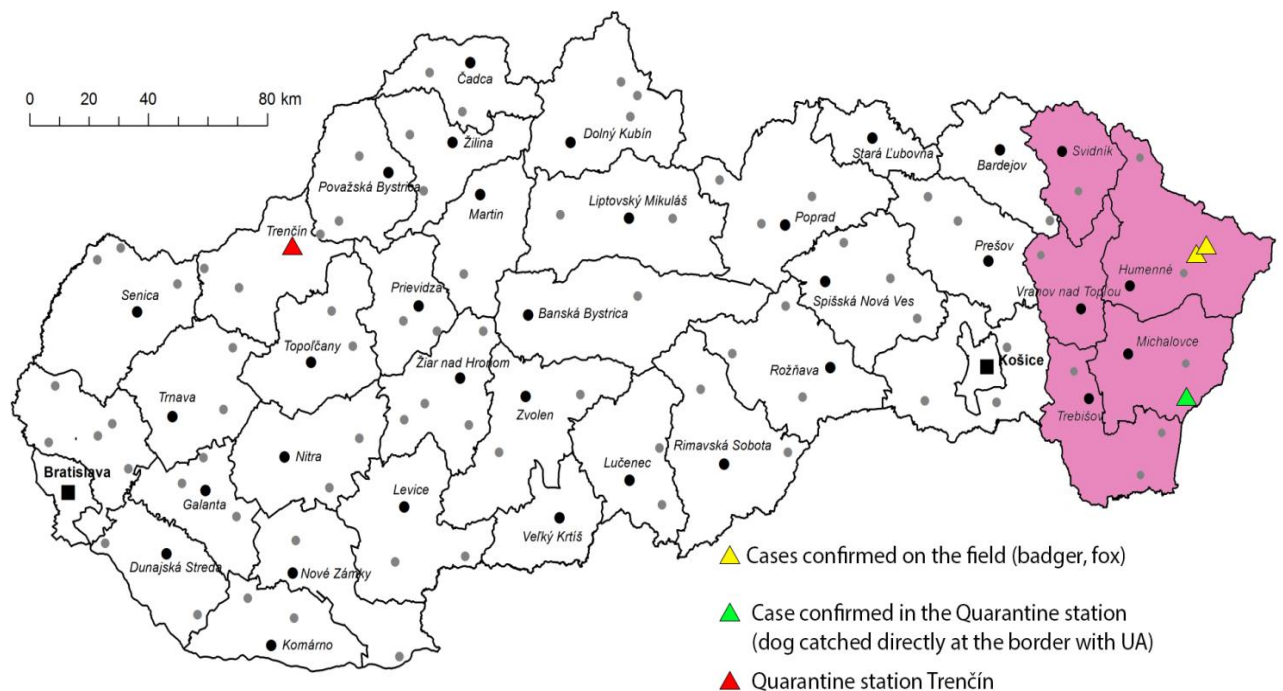 0 20 40 80 km
Čadca
Žilina
Dolný Kubín
Stará Ľubovňa
Bardejov
Svidník
Považská Bystrica
Martin
Liptovský Mikuláš
Poprad
Prešov
Trenčín
Humenné
Senica
Prievidza
Banská Bystrica
Spišská Nová Ves
Vranov nad Topľou
Topoľčany
Žiar nad Hronom
Michalovce
Košice
Rožňava
Trnava
Zvolen
Trebišov
Rimavská Sobota
Nitra
Lučenec
Bratislava
Galanta
Levice
Veľký Krtíš
Dunajská Streda
Nové Zámky
Komárno
Cases confirmed on the field (badger, fox)
Case confirmed in the Quarantine station
(dog catched directly at the border with UA)
Quarantine station Trenčín